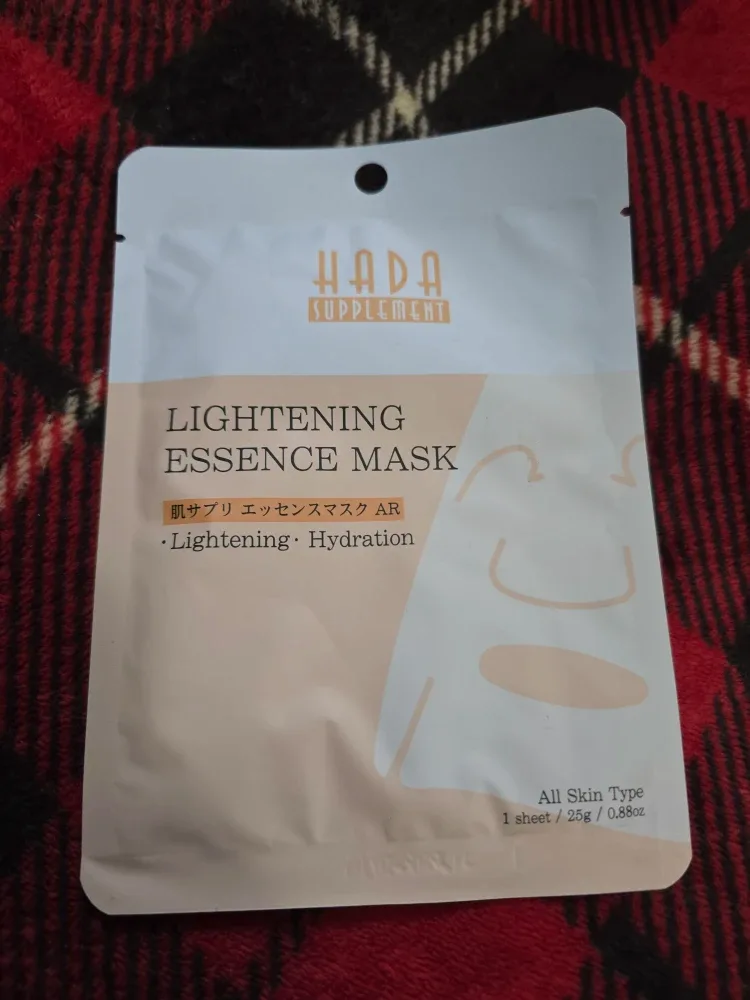 HADA
SUPPLEMENT
LIGHTENING
ESSENCE MASK
肌サプリ エッセンスマスク AR
·Lightening· Hydration
All Skin Type
1 sheet / 25g / 0.88oz